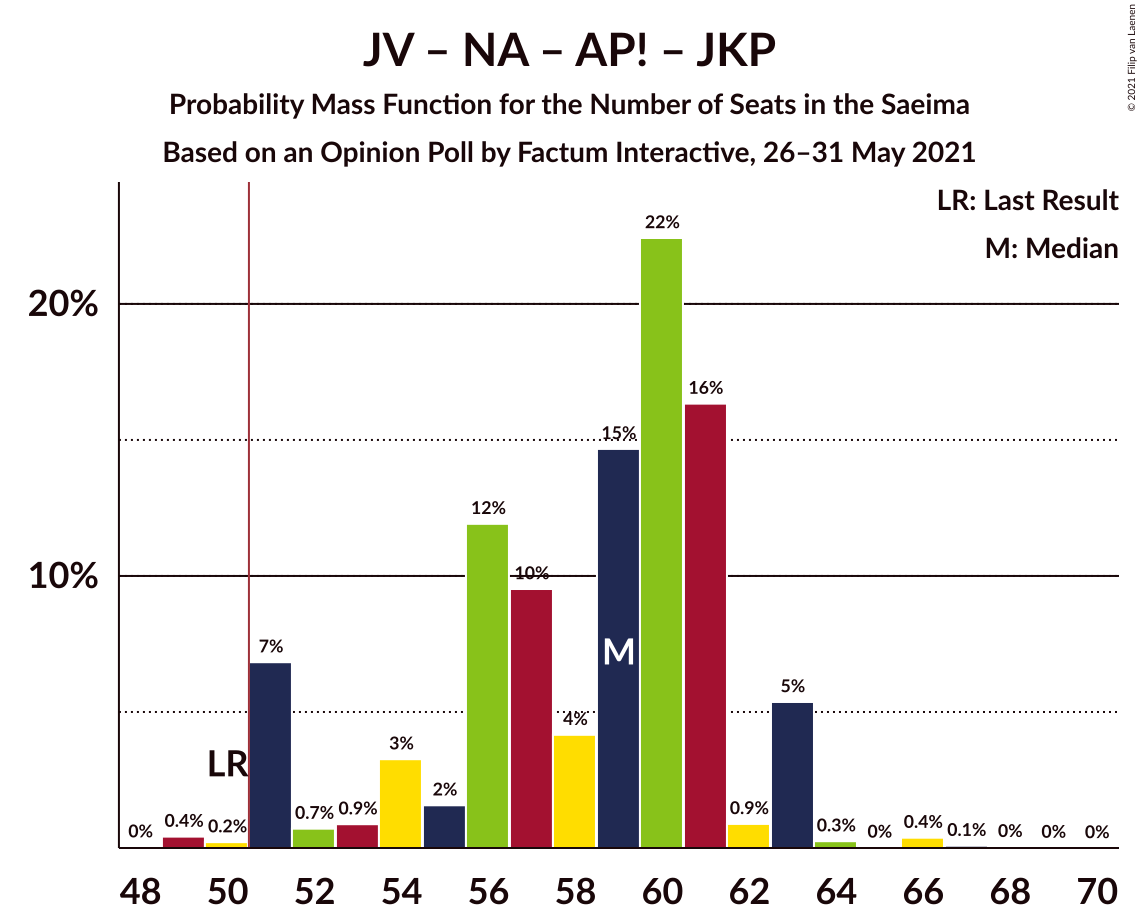 JV – NA – AP! – JKP
Probability Mass Function for the Number of Seats in the Saeima
Based on an Opinion Poll by Factum Interactive, 26–31 May 2021
© 2021 Filip van Laenen
LR: Last Result
M: Median
20%
10%
0%
0.4%
0.2%
7%
0.7%
0.9%
3%
2%
12%
10%
4%
15%
22%
16%
0.9%
5%
0.3%
0%
0.4%
0.1%
0%
0%
0%
LR
M
48 50 52 54 56 58 60 62 64 66 68 70